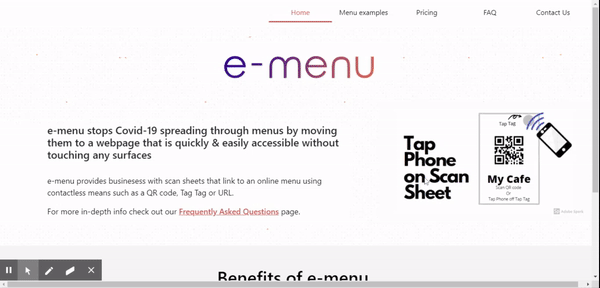 Home Menu examples Pricing FAQ Contact Us
e-menu
e-menu stops Covid-19 spreading through menus by moving
them to a webpage that is quickly & easily accessible without
touching any surfaces
e-menu provides businesess with scan sheets that link to an online menu using
contactless means such as a QR code, Tag Tag or URL.
For more in-depth info check out our Frequently Asked Questions page.
Tap
Phone
on Scan
Sheet
Tap Tag
My Cafe
Scan QR code
Or
Tap Phone off Tap Tag
Benefits of e-menu